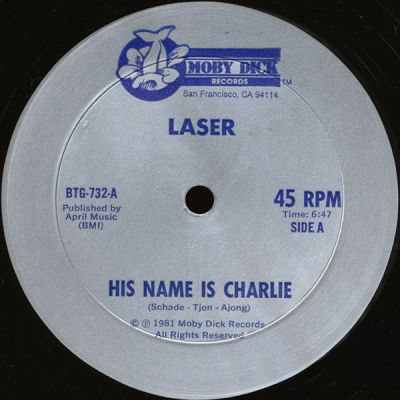 MOBY DICK
RECORDS
TM
San Francisco, CA 94114
LASER
BTG-732-A
Published by
April Music
(BMI)
45 RPM
Time: 6:47
SIDE A
HIS NAME IS CHARLIE
(Schade - Tjon - Ajong)
© ℗ 1981 Moby Dick Records
All Rights Reserved